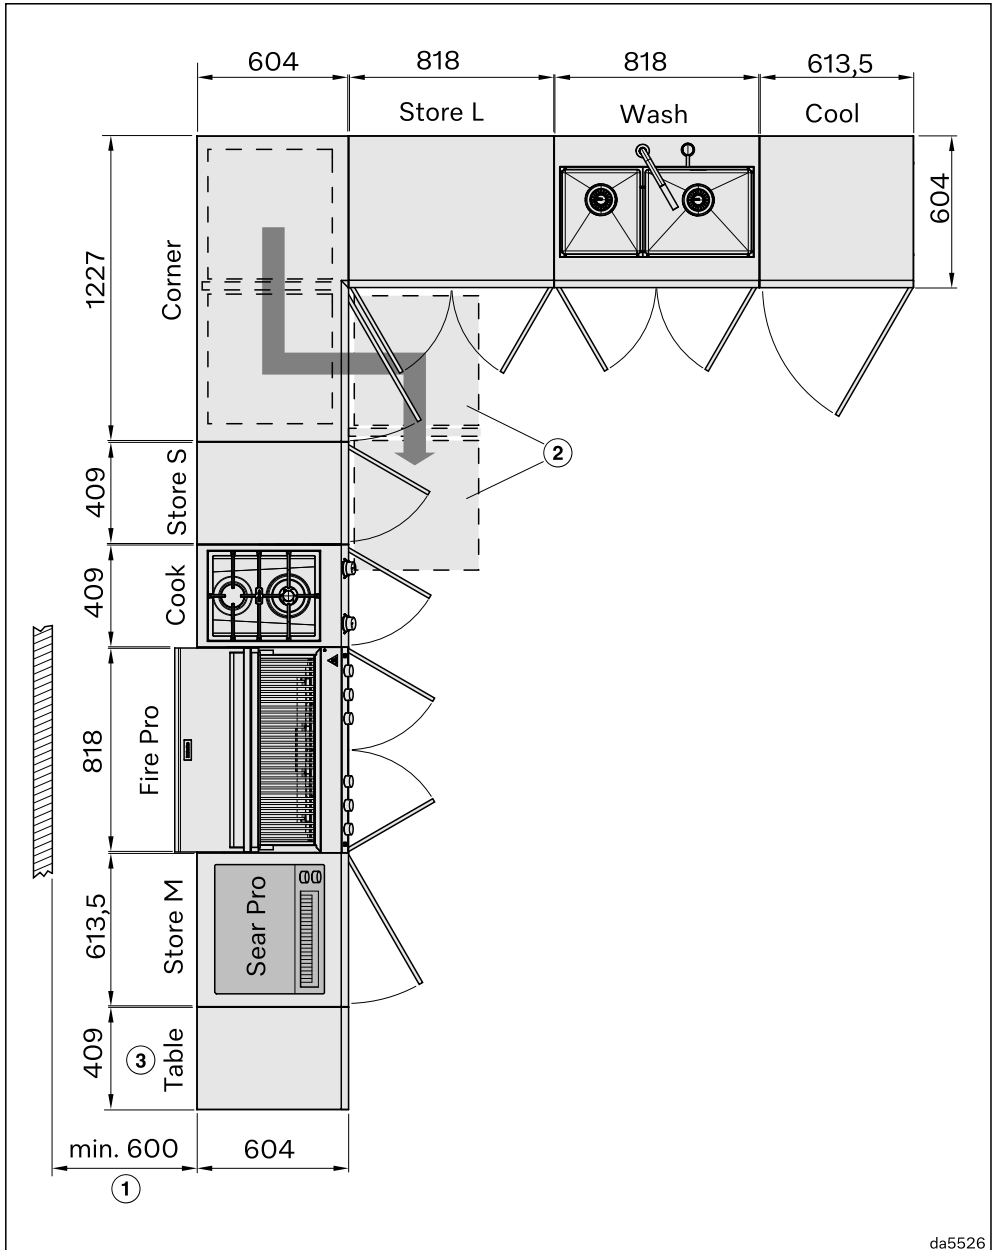 604
818
818
613,5
Store L
Wash
Cool
604
1227
Corner
409
Store S
2
409
Cook
818
Fire Pro
613,5
Store M
Sear Pro
409
3
Table
min. 600
604
1
da5526